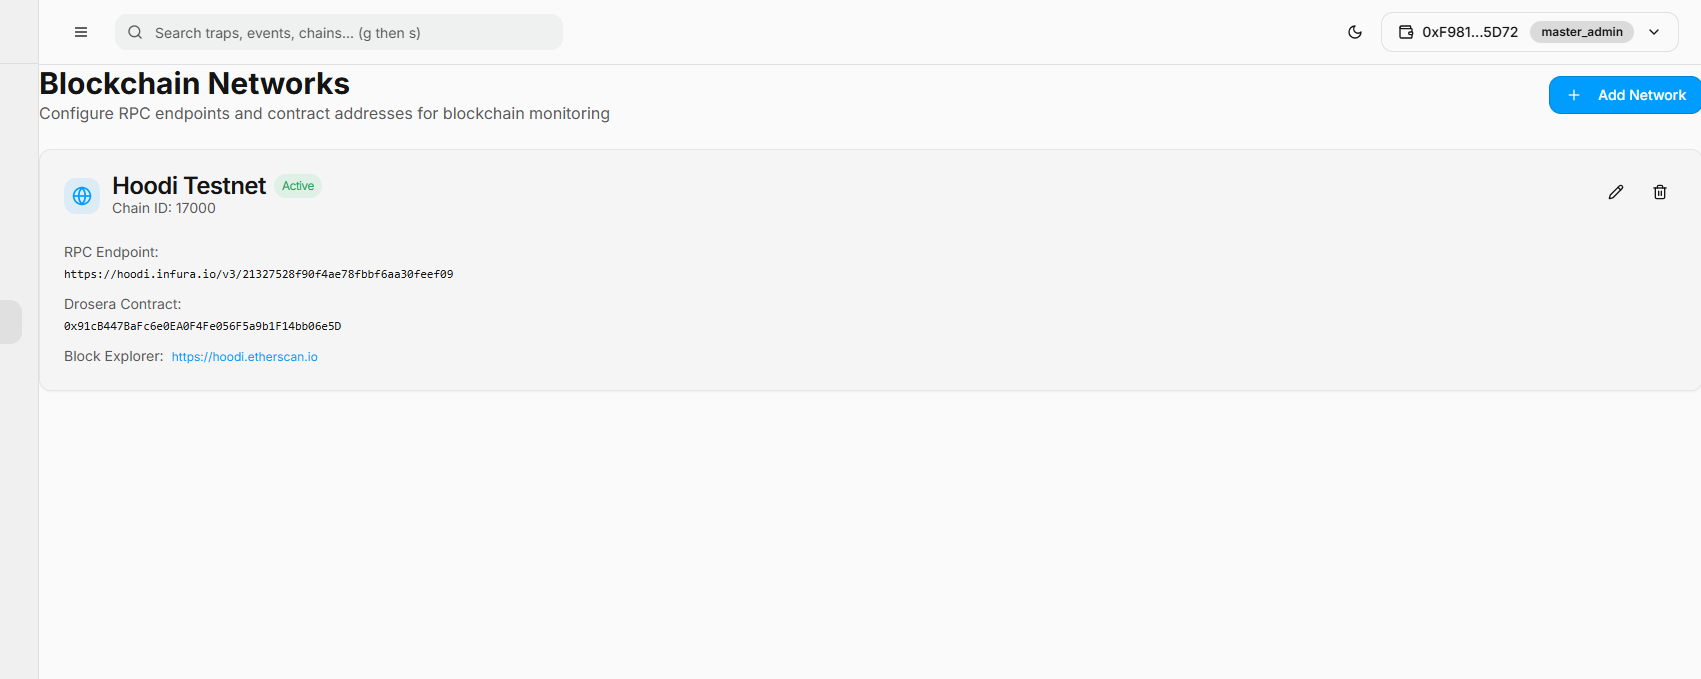 Search traps, events, chains... (g then s)
0xF981...5D72
master_admin
Blockchain Networks
Configure RPC endpoints and contract addresses for blockchain monitoring
Add Network
Hoodi Testnet
Active
Chain ID: 17000
RPC Endpoint:
https://hoodi.infura.io/v3/21327528f90f4ae78fbbf6aa30feef09
Drosera Contract:
0x91cB447BaFc6e0EA0F4Fe056F5a9b1F14bb06e5D
Block Explorer: https://hoodi.etherscan.io